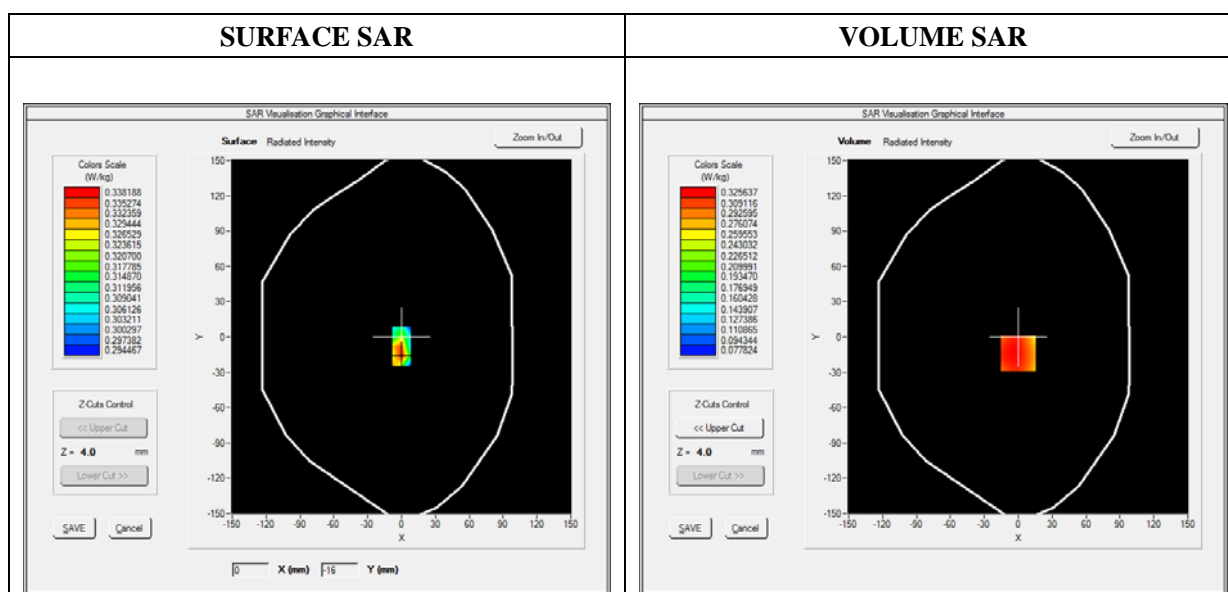 SURFACE SAR
SAR Visualisation Graphical Interface
Surface Radiated Intensity
Zoom In/Out
Colors Scale
(W/kg)
0.338188
0.335274
0.332359
0.329444
0.326529
0.323615
0.320700
0.317785
0.314870
0.311956
0.309041
0.306126
0.303211
0.300297
0.297382
0.294467
Z-Cuts Control
<< Upper Cut
Z = 4.0 mm
Lower Cut >>
SAVE Cancel
150
120
90
60
30
0
-30
-60
-90
-120
-150
Y
-150 -120 -90 -60 -30 0 30 60 90 120 150
X
0 X (mm) -16 Y (mm)
VOLUME SAR
SAR Visualisation Graphical Interface
Volume Radiated Intensity
Zoom In/Out
Colors Scale
(W/kg)
0.325637
0.309116
0.292595
0.276074
0.259553
0.243032
0.226512
0.209991
0.193470
0.176949
0.160428
0.143907
0.127386
0.110865
0.094344
0.077824
Z-Cuts Control
<< Upper Cut
Z = 4.0 mm
Lower Cut >>
SAVE Cancel
150
120
90
60
30
0
-30
-60
-90
-120
-150
Y
-150 -120 -90 -60 -30 0 30 60 90 120 150
X